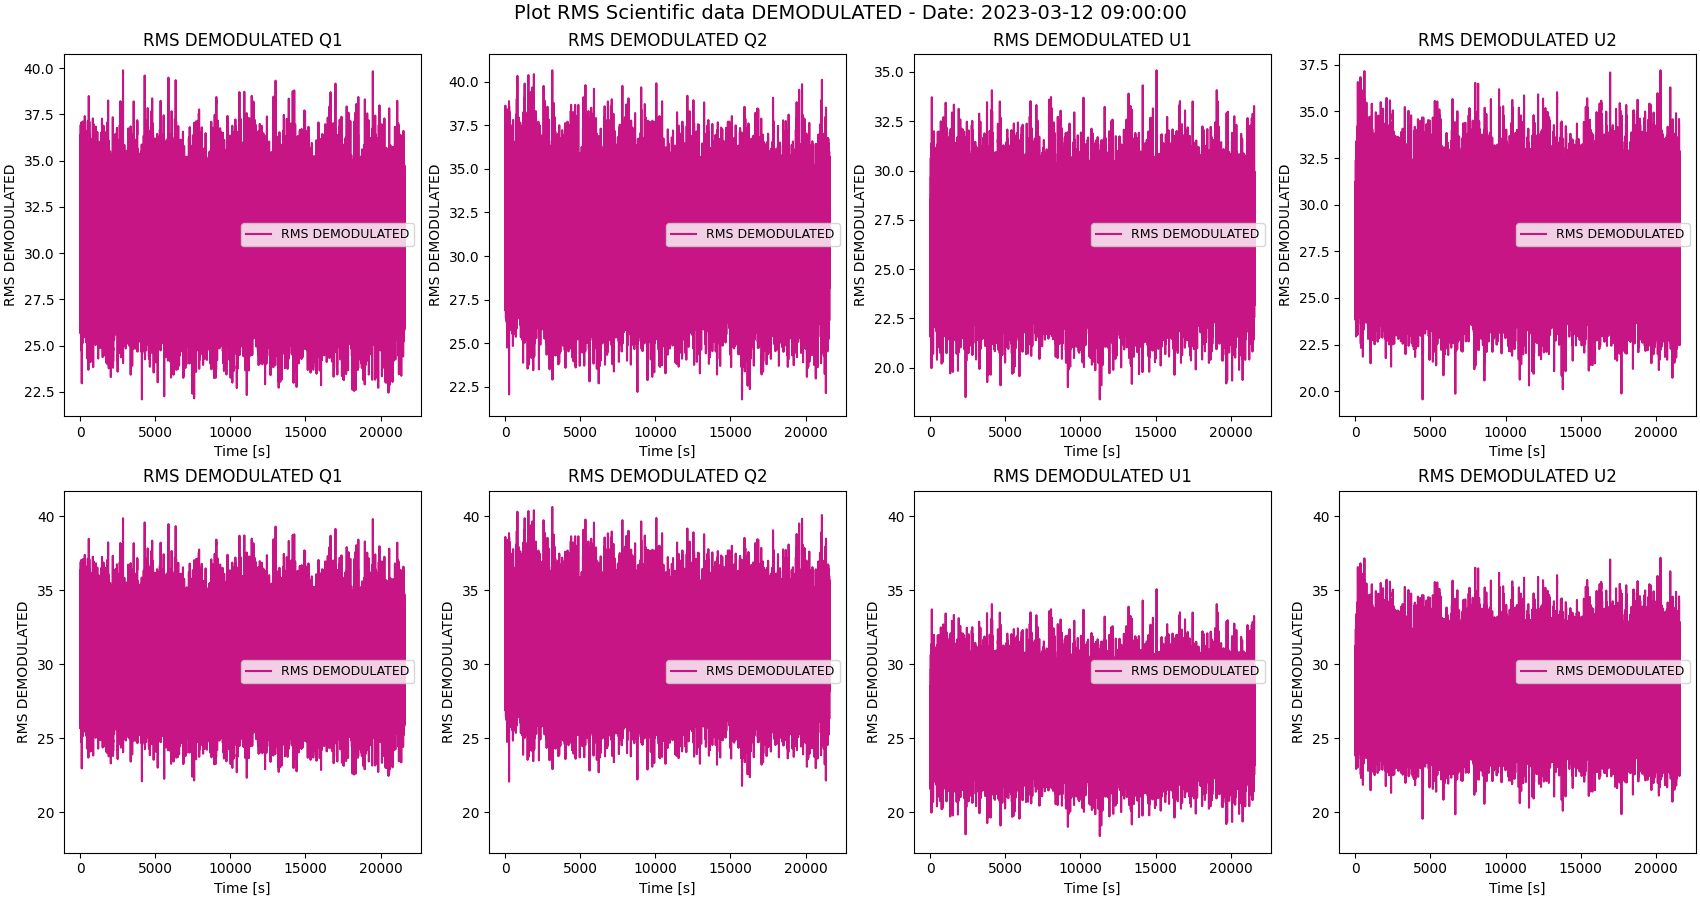 Plot RMS Scientific data DEMODULATED - Date: 2023-03-12 09:00:00
RMS DEMODULATED Q1
RMS DEMODULATED
40.0
37.5
35.0
32.5
30.0
27.5
25.0
22.5
RMS DEMODULATED
0 5000 10000 15000 20000
Time [s]
RMS DEMODULATED Q2
RMS DEMODULATED
40.0
37.5
35.0
32.5
30.0
27.5
25.0
22.5
RMS DEMODULATED
0 5000 10000 15000 20000
Time [s]
RMS DEMODULATED U1
RMS DEMODULATED
35.0
32.5
30.0
27.5
25.0
22.5
20.0
RMS DEMODULATED
0 5000 10000 15000 20000
Time [s]
RMS DEMODULATED U2
RMS DEMODULATED
37.5
35.0
32.5
30.0
27.5
25.0
22.5
20.0
RMS DEMODULATED
0 5000 10000 15000 20000
Time [s]
RMS DEMODULATED Q1
RMS DEMODULATED
40
35
30
25
20
RMS DEMODULATED
0 5000 10000 15000 20000
Time [s]
RMS DEMODULATED Q2
RMS DEMODULATED
40
35
30
25
20
RMS DEMODULATED
0 5000 10000 15000 20000
Time [s]
RMS DEMODULATED U1
RMS DEMODULATED
40
35
30
25
20
RMS DEMODULATED
0 5000 10000 15000 20000
Time [s]
RMS DEMODULATED U2
RMS DEMODULATED
40
35
30
25
20
RMS DEMODULATED
0 5000 10000 15000 20000
Time [s]